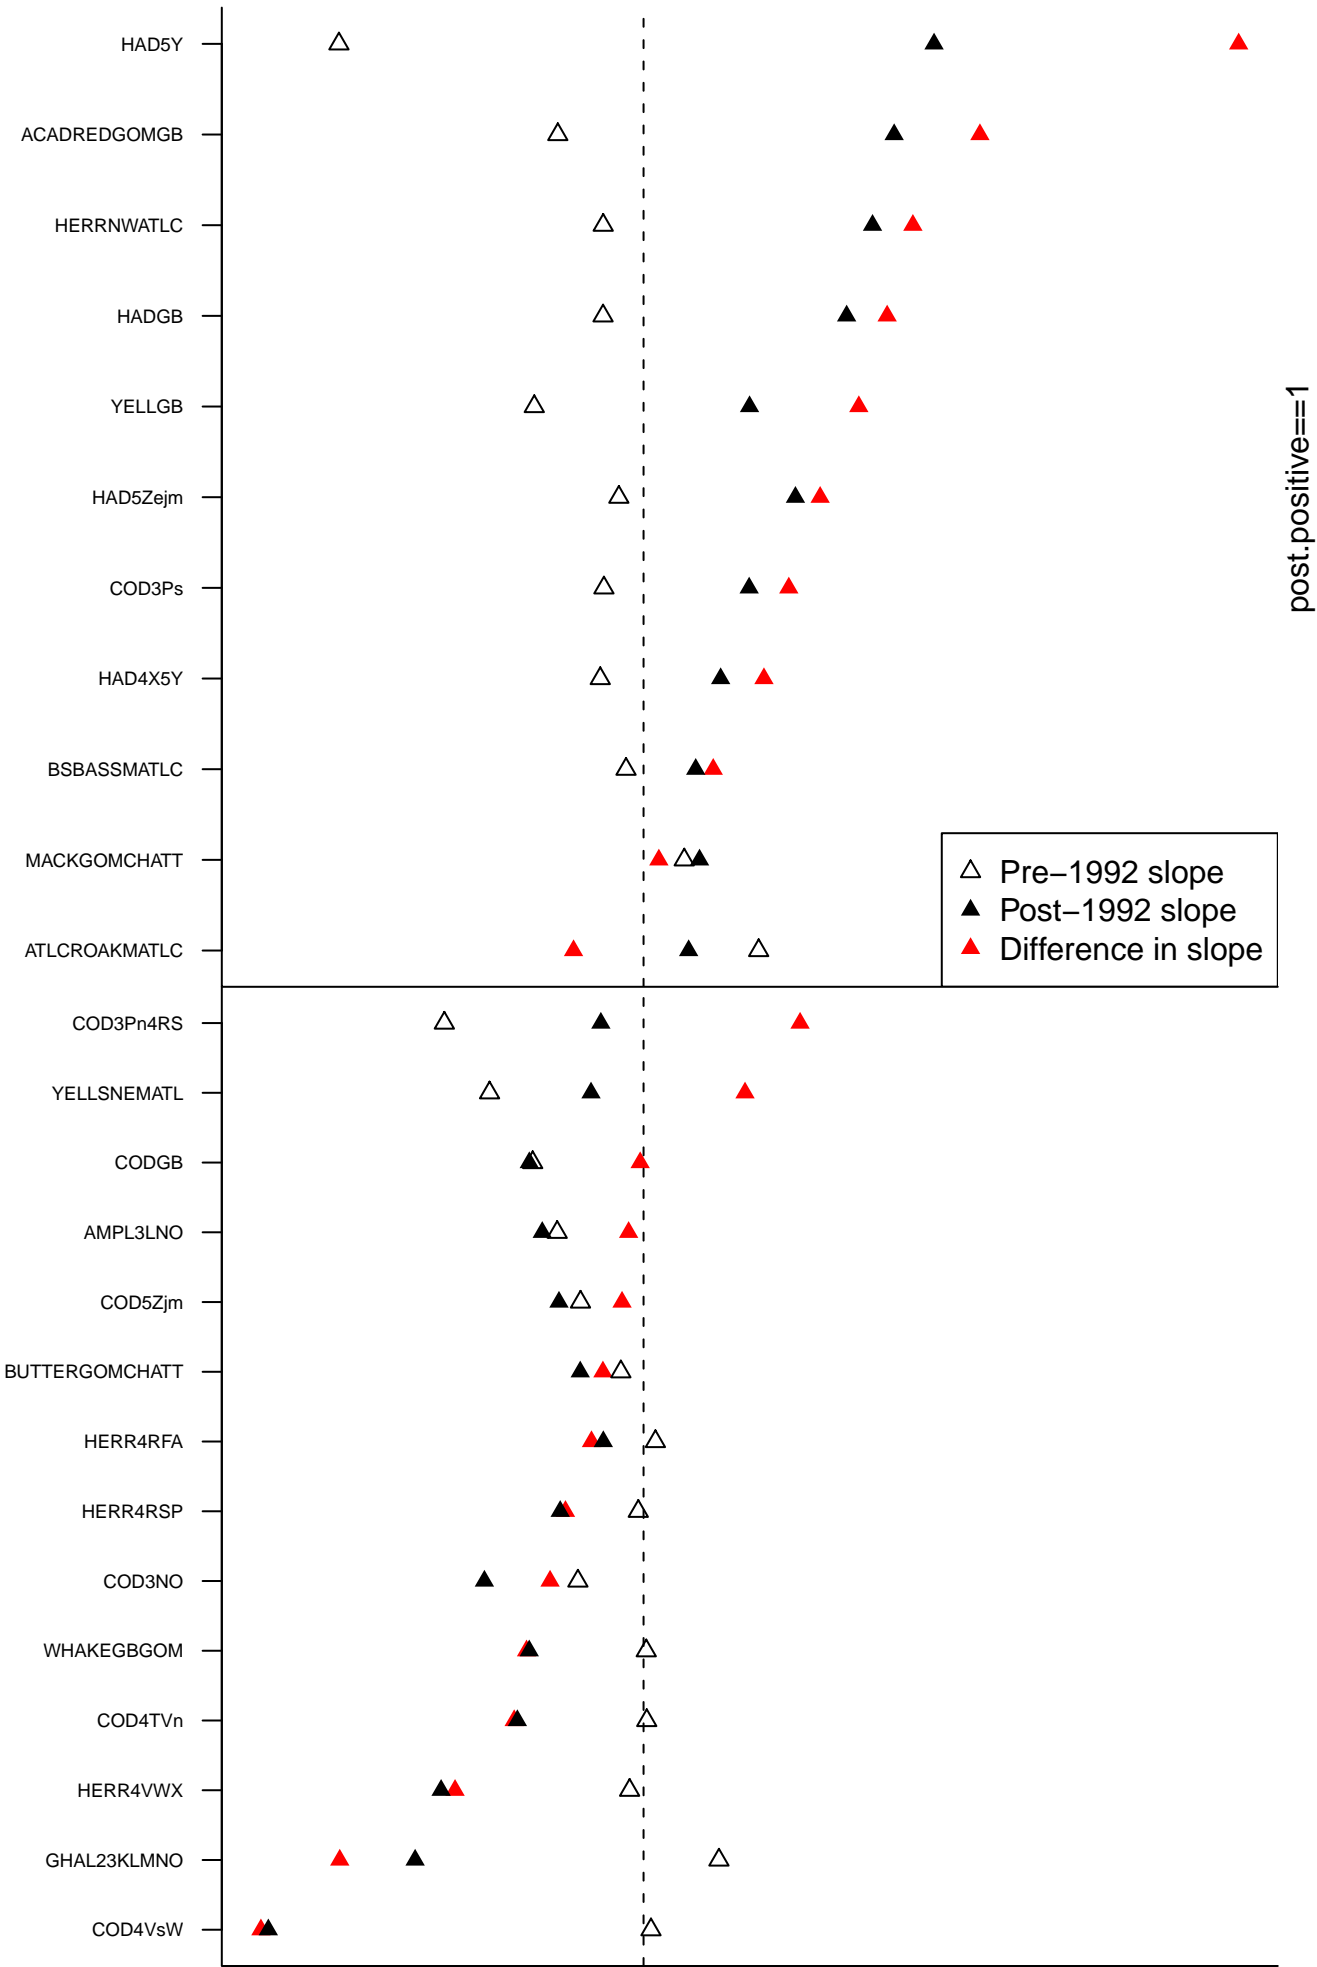 HAD5Y
ACADREDGOMGB
HERRNWATLC
HADGB
YELLGB
HAD5Zejm
COD3Ps
HAD4X5Y
BSBASSMATLC
MACKGOMCHATT
ATLCROAKMATLC
post.positive==1
Pre−1992 slope
Post−1992 slope
Difference in slope
COD3Pn4RS
YELLSNEMATL
CODGB
AMPL3LNO
COD5Zjm
BUTTERGOMCHATT
HERR4RFA
HERR4RSP
COD3NO
WHAKEGBGOM
COD4TVn
HERR4VWX
GHAL23KLMNO
COD4VsW